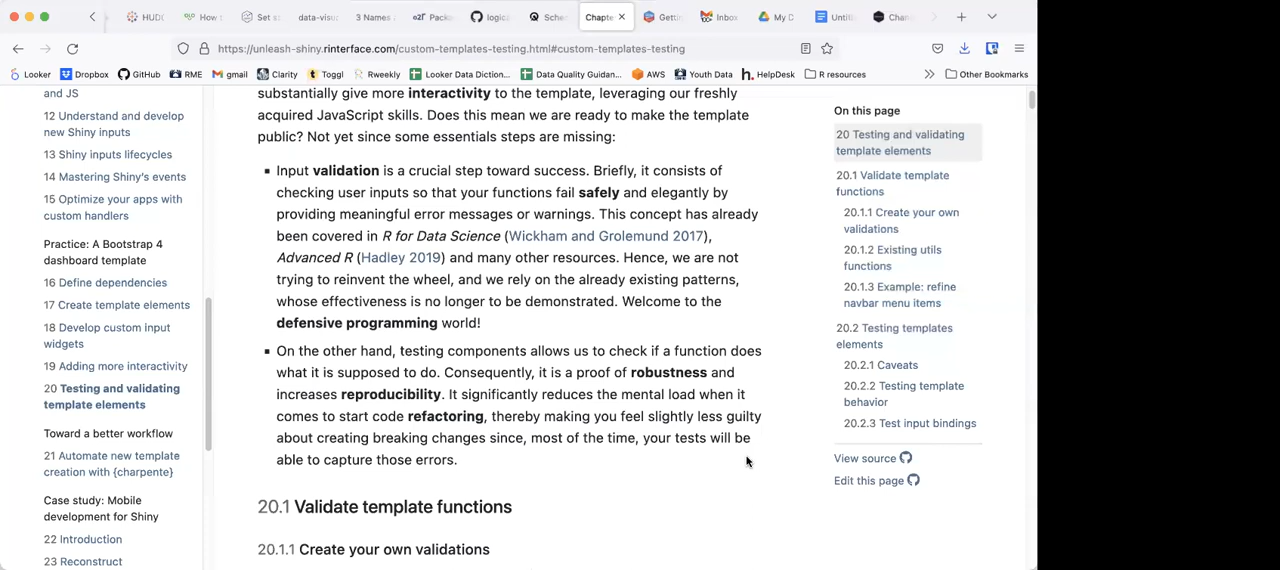 HUD
How
Set a
data-visu
3 Names
Pack
logica
Sche
Chapte
Getti
Inbox
My D
Untit
Chan
https://unleash-shiny.rinterface.com/custom-templates-testing.html#custom-templates-testing
Looker
Dropbox
GitHub
RME
gmail
Clarity
Toggl
Rweekly
Looker Data Diction...
Data Quality Guidan...
AWS
Youth Data
HelpDesk
R resources
Other Bookmarks
and JS
12 Understand and develop
new Shiny inputs
13 Shiny inputs lifecycles
14 Mastering Shiny's events
15 Optimize your apps with
custom handlers
Practice: A Bootstrap 4
dashboard template
16 Define dependencies
17 Create template elements
18 Develop custom input
widgets
19 Adding more interactivity
20 Testing and validating
template elements
Toward a better workflow
21 Automate new template
creation with {charpente}
Case study: Mobile
development for Shiny
22 Introduction
23 Reconstruct
substantially give more interactivity to the template, leveraging our freshly
acquired JavaScript skills. Does this mean we are ready to make the template
public? Not yet since some essentials steps are missing:
Input validation is a crucial step toward success. Briefly, it consists of
checking user inputs so that your functions fail safely and elegantly by
providing meaningful error messages or warnings. This concept has already
been covered in R for Data Science (Wickham and Grolemund 2017),
Advanced R (Hadley 2019) and many other resources. Hence, we are not
trying to reinvent the wheel, and we rely on the already existing patterns,
whose effectiveness is no longer to be demonstrated. Welcome to the
defensive programming world!
On the other hand, testing components allows us to check if a function does
what it is supposed to do. Consequently, it is a proof of robustness and
increases reproducibility. It significantly reduces the mental load when it
comes to start code refactoring, thereby making you feel slightly less guilty
about creating breaking changes since, most of the time, your tests will be
able to capture those errors.
20.1 Validate template functions
20.1.1 Create your own validations
On this page
20 Testing and validating
template elements
20.1 Validate template
functions
20.1.1 Create your own
validations
20.1.2 Existing utils
functions
20.1.3 Example: refine
navbar menu items
20.2 Testing templates
elements
20.2.1 Caveats
20.2.2 Testing template
behavior
20.2.3 Test input bindings
View source
Edit this page